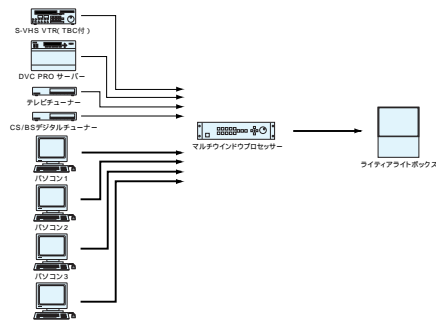 S-VHS VTR(TBC付)
DVC PRO サーバー
テレビチューナー
CS/BSデジタルチューナー
マルチウインドウプロセッサー
ライティアライトボックス
パソコン1
パソコン2
パソコン3